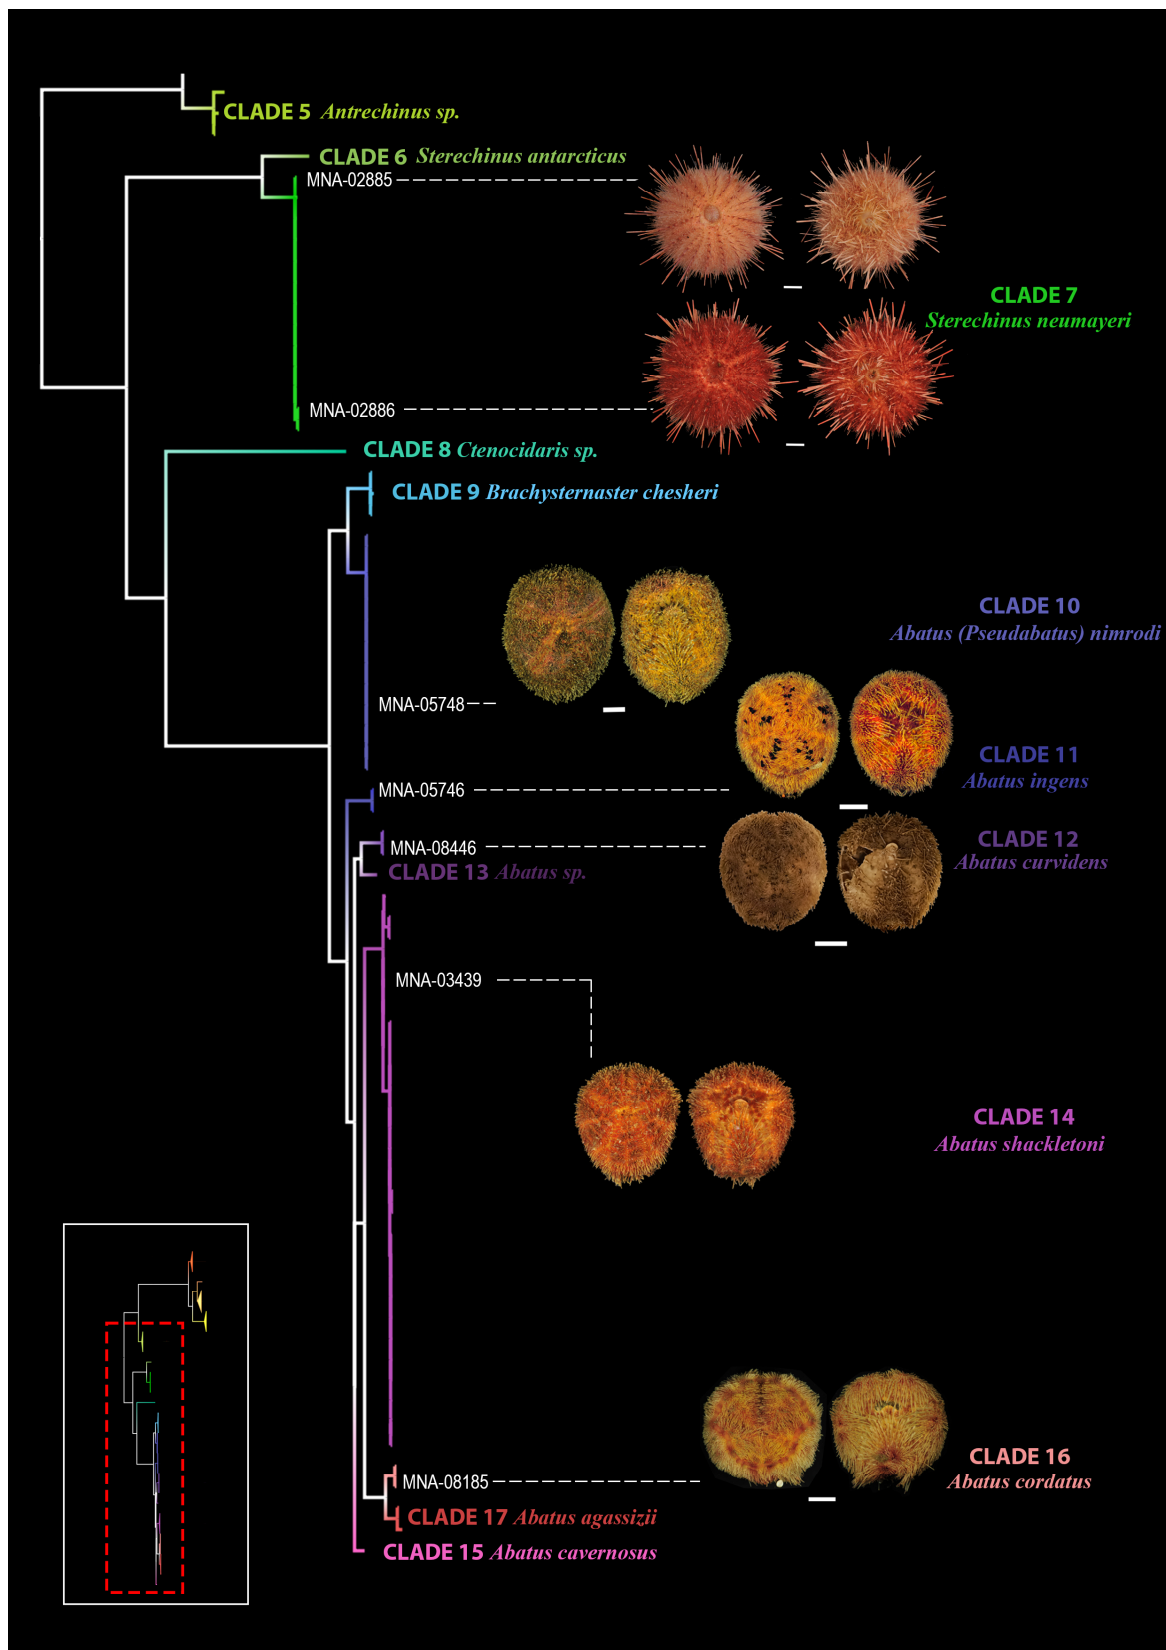 CLADE 5 Antrechinus sp.
CLADE 6 Sterechinus antarcticus
MNA-02885
CLADE 7
Sterechinus neumayeri
MNA-02886
CLADE 8 Ctenocidaris sp.
CLADE 9 Brachysternaster chesheri
CLADE 10
Abatus (Pseudabatus) nimrodi
MNA-05748
CLADE 11
Abatus ingens
MNA-05746
CLADE 12
Abatus curvidens
MNA-08446
CLADE 13 Abatus sp.
MNA-03439
CLADE 14
Abatus shackletoni
CLADE 16
Abatus cordatus
MNA-08185
CLADE 17 Abatus agassizii
CLADE 15 Abatus cavernosus